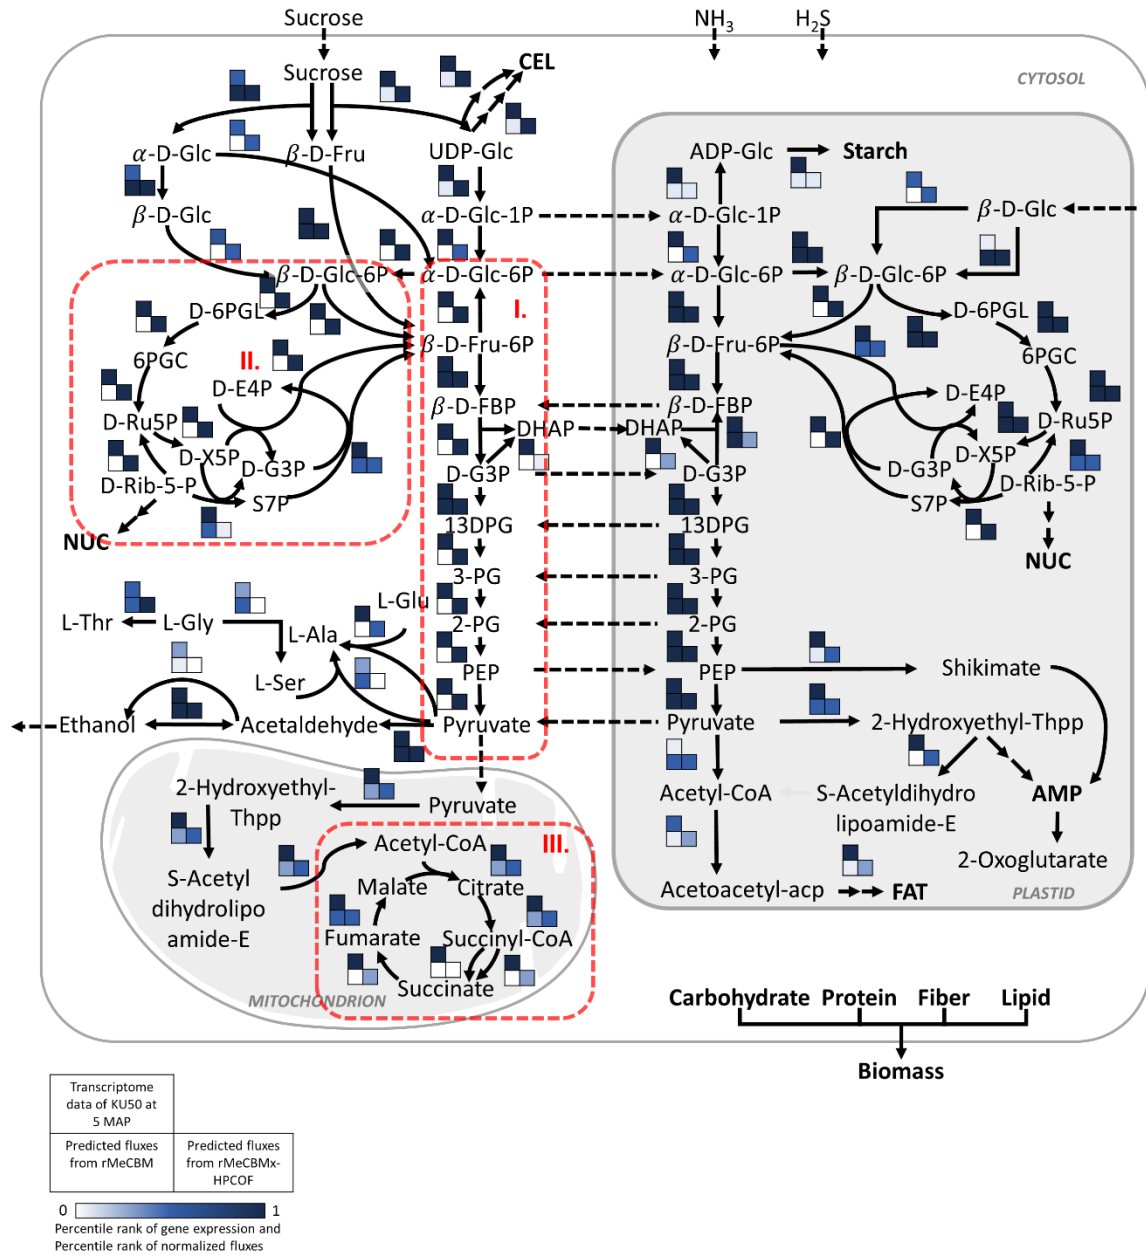 Sucrose
NH3
H2S
Sucrose
CEL
CYTOSOL
α-D-Glc
β-D-Fru
UDP-Glc
ADP-Glc
Starch
β-D-Glc
α-D-Glc-1P
α-D-Glc-1P
β-D-Glc
β-D-Glc-6P
α-D-Glc-6P
α-D-Glc-6P
β-D-Glc-6P
I.
D-6PGL
D-6PGL
6PGC
II.
β-D-Fru-6P
β-D-Fru-6P
6PGC
D-E4P
D-E4P
β-D-FBP
β-D-FBP
D-Ru5P
DHAP
DHAP
D-Ru5P
D-X5P
D-G3P
D-G3P
D-G3P
D-G3P
D-X5P
D-Rib-5-P
S7P
S7P
D-Rib-5-P
13DPG
13DPG
NUC
NUC
3-PG
3-PG
L-Glu
L-Thr
L-Gly
L-Ala
2-PG
2-PG
L-Ser
PEP
PEP
Shikimate
Ethanol
Acetaldehyde
Pyruvate
Pyruvate
2-Hydroxyethyl-Thpp
2-Hydroxyethyl-
Thpp
Pyruvate
Acetyl-CoA
S-Acetyldihydro
lipoamide-E
AMP
Acetyl-CoA
III.
2-Oxoglutarate
S-Acetyl
dihydrolipo
amide-E
Malate
Citrate
Acetoacetyl-acp
FAT
PLASTID
Fumarate
Succinyl-CoA
Succinate
MITOCHONDRION
Carbohydrate
Protein
Fiber
Lipid
Biomass
Transcriptome
data of KU50 at
5 MAP
Predicted fluxes
from rMeCBM
Predicted fluxes
from rMeCBMx-
HPCOF
0
1
Percentile rank of gene expression and
Percentile rank of normalized fluxes